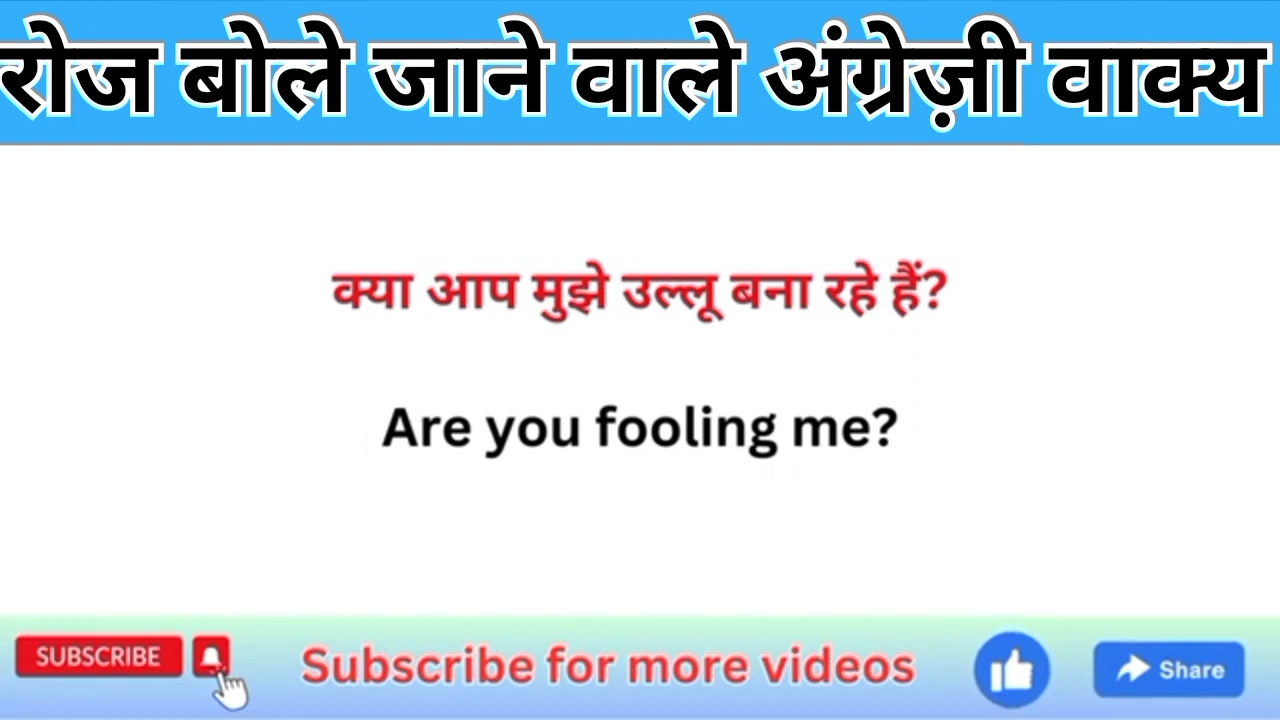 रोज बोले जाने वाले अंग्रेज़ी वाक्य
क्या आप मुझे उल्लू बना रहे हैं?
Are you fooling me?
SUBSCRIBE
Subscribe for more videos
Share